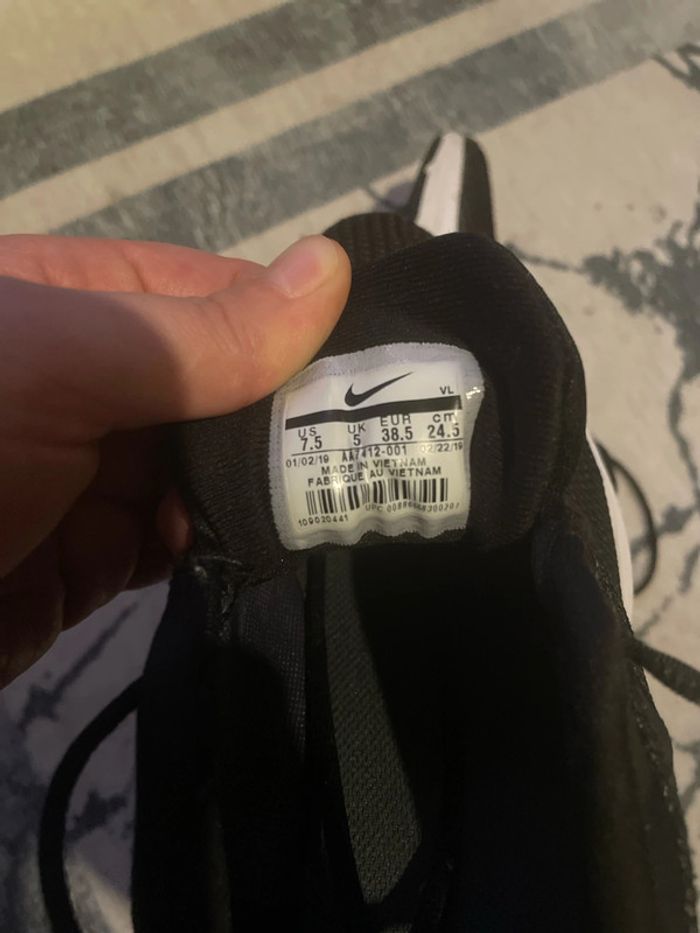 VL
US UK EUR cm
7.5 5 38.5 24.5
01/02/19 AA7412-001 02/22/19
MADE IN VIETNAM
FABRIQUE AU VIETNAM
109020441 UPC